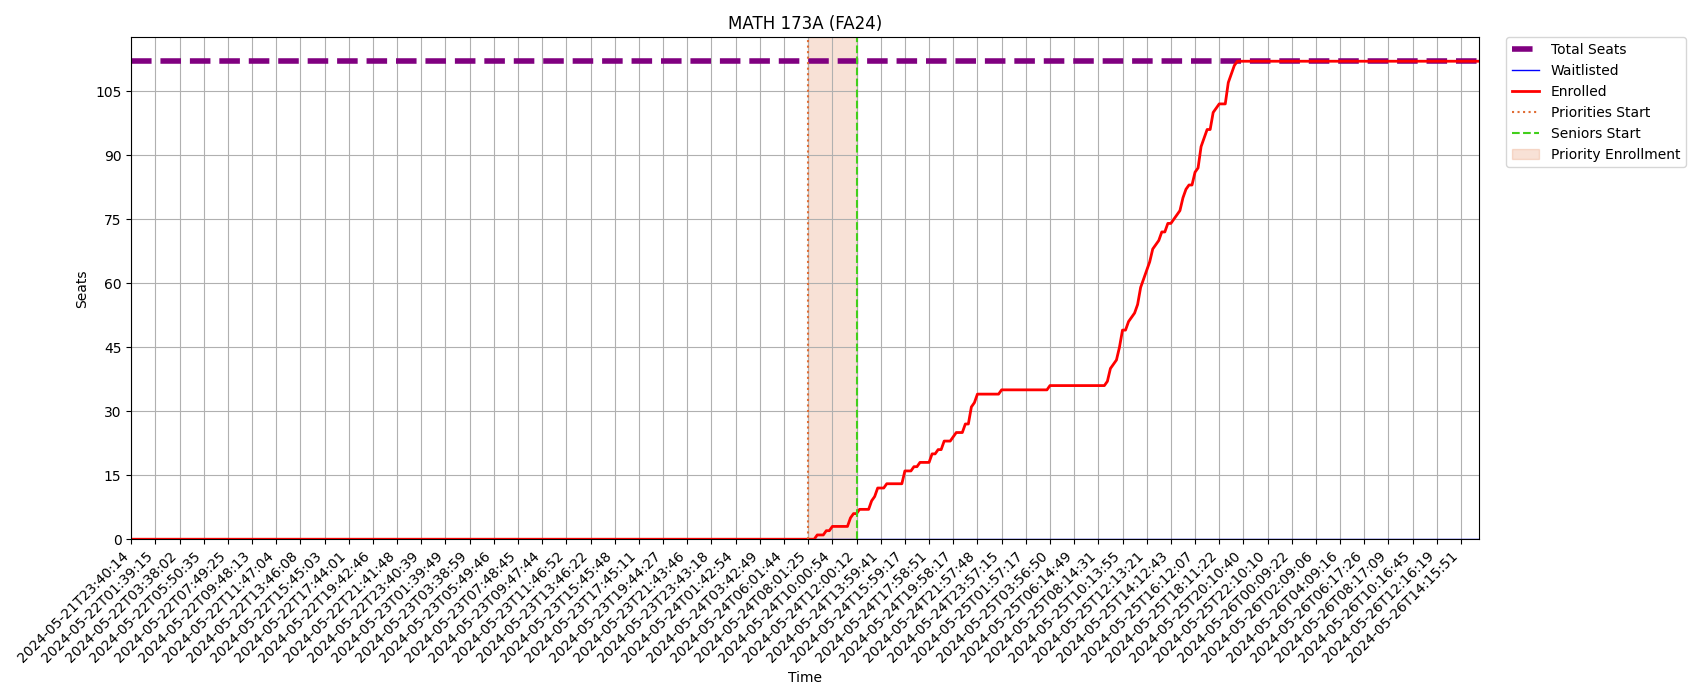 MATH 173A (FA24)
Total Seats
Waitlisted
Enrolled
Priorities Start
Seniors Start
Priority Enrollment
Seats
105
90
75
60
45
30
15
0
2024-05-21T23:40:14
2024-05-22T01:39:15
2024-05-22T03:38:02
2024-05-22T05:50:35
2024-05-22T07:49:25
2024-05-22T09:48:13
2024-05-22T11:47:04
2024-05-22T13:46:08
2024-05-22T15:45:03
2024-05-22T17:44:01
2024-05-22T19:42:46
2024-05-22T21:41:48
2024-05-22T23:40:39
2024-05-23T01:39:49
2024-05-23T03:38:59
2024-05-23T05:49:46
2024-05-23T07:48:45
2024-05-23T09:47:44
2024-05-23T11:46:52
2024-05-23T13:46:22
2024-05-23T15:45:48
2024-05-23T17:45:11
2024-05-23T19:44:27
2024-05-23T21:43:46
2024-05-23T23:43:18
2024-05-24T01:42:54
2024-05-24T03:42:49
2024-05-24T06:01:44
2024-05-24T08:01:25
2024-05-24T10:00:54
2024-05-24T12:00:12
2024-05-24T13:59:41
2024-05-24T15:59:17
2024-05-24T17:58:51
2024-05-24T19:58:17
2024-05-24T21:57:48
2024-05-24T23:57:15
2024-05-25T01:57:17
2024-05-25T03:56:50
2024-05-25T06:14:49
2024-05-25T08:14:31
2024-05-25T10:13:55
2024-05-25T12:13:21
2024-05-25T14:12:43
2024-05-25T16:12:07
2024-05-25T18:11:22
2024-05-25T20:10:40
2024-05-25T22:10:10
2024-05-26T00:09:22
2024-05-26T02:09:06
2024-05-26T04:09:16
2024-05-26T06:17:26
2024-05-26T08:17:09
2024-05-26T10:16:45
2024-05-26T12:16:19
2024-05-26T14:15:51
Time